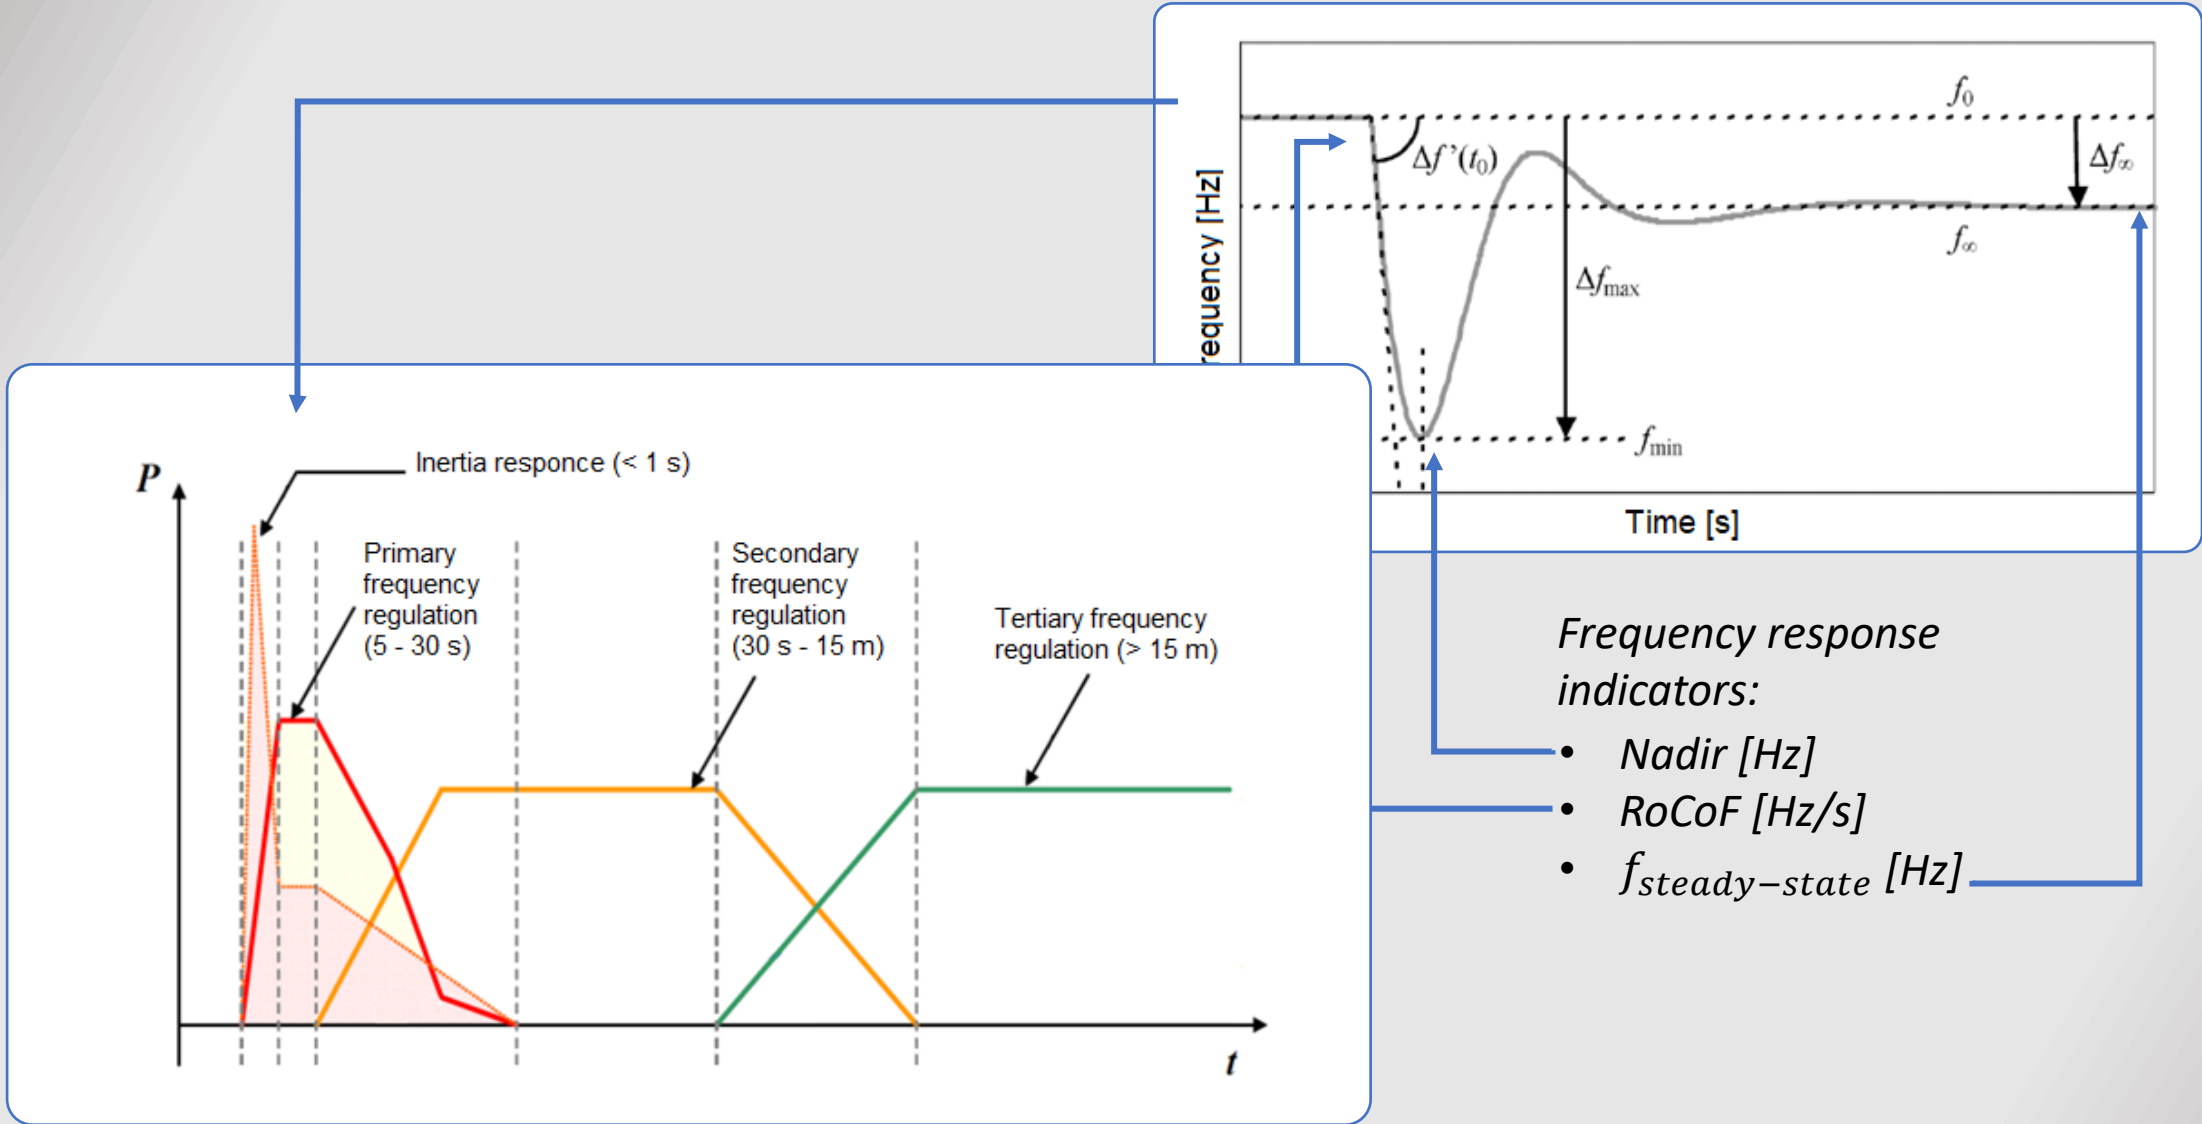 f₀
Δf’(t₀)
Δf∞
f∞
Δfmax
fmin
requency [Hz]
Time [s]
P
Inertia responce (< 1 s)
Primary
frequency
regulation
(5 - 30 s)
Secondary
frequency
regulation
(30 s - 15 m)
Tertiary frequency
regulation (> 15 m)
t
Frequency response
indicators:
• Nadir [Hz]
• RoCoF [Hz/s]
• fsteady−state [Hz]